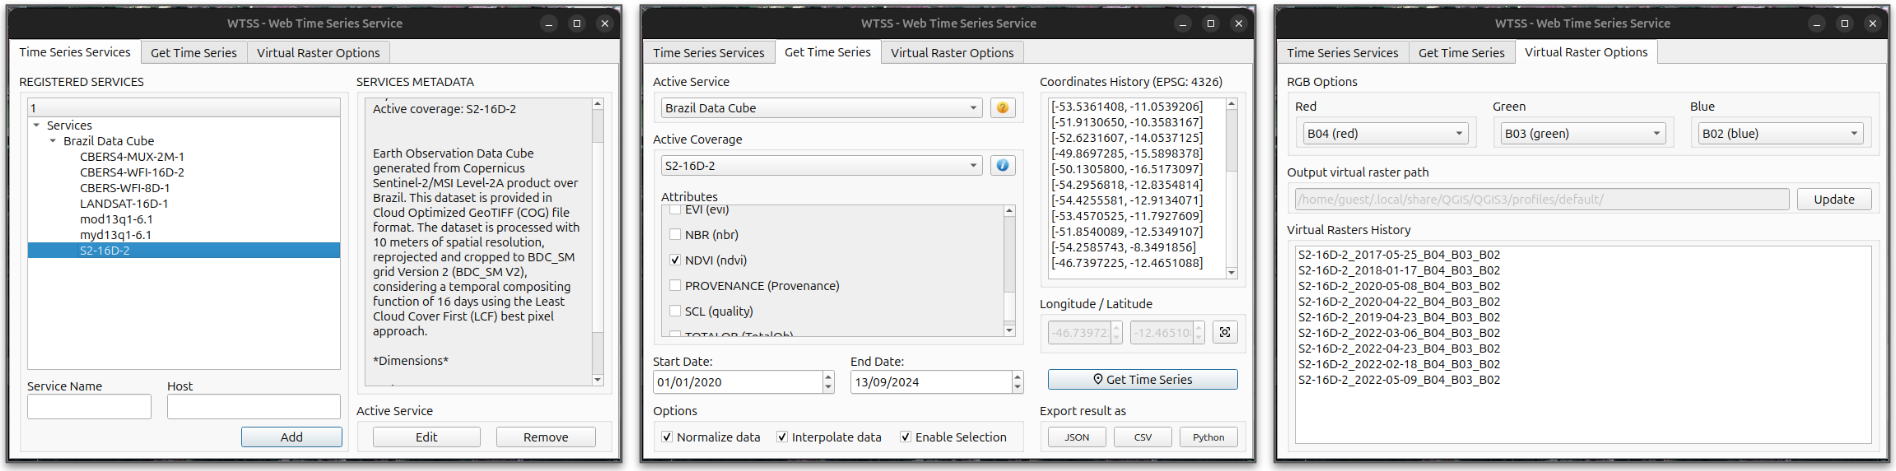 WTSS - Web Time Series Service
Time Series Services
Get Time Series
Virtual Raster Options
REGISTERED SERVICES
1
Services
Brazil Data Cube
CBERS4-MUX-2M-1
CBERS4-WFI-16D-2
CBERS-WFI-8D-1
LANDSAT-16D-1
mod13q1-6.1
myd13q1-6.1
S2-16D-2
Service Name
Host
Add
SERVICES METADATA
Active coverage: S2-16D-2
Earth Observation Data Cube
generated from Copernicus
Sentinel-2/MSI Level-2A product over
Brazil. This dataset is provided in
Cloud Optimized GeoTIFF (COG) file
format. The dataset is processed with
10 meters of spatial resolution,
reprojected and cropped to BDC_SM
grid Version 2 (BDC_SM V2),
considering a temporal compositing
function of 16 days using the Least
Cloud Cover First (LCF) best pixel
approach.
*Dimensions*
Active Service
Edit
Remove
WTSS - Web Time Series Service
Time Series Services
Get Time Series
Virtual Raster Options
Active Service
Brazil Data Cube
Active Coverage
S2-16D-2
Attributes
EVI (evi)
NBR (nbr)
NDVI (ndvi)
PROVENANCE (Provenance)
SCL (quality)
TOTALOB (TotalOb)
Start Date:
End Date:
01/01/2020
13/09/2024
Options
Normalize data
Interpolate data
Enable Selection
Coordinates History (EPSG: 4326)
[-53.5361408, -11.0539206]
[-51.9130650, -10.3583167]
[-52.6231607, -14.0537125]
[-49.8697285, -15.5898378]
[-50.1305800, -16.5173097]
[-54.2956818, -12.8354814]
[-54.4255581, -12.9134071]
[-53.4570525, -11.7927609]
[-51.8540089, -12.5349107]
[-54.2585743, -8.3491856]
[-46.7397225, -12.4651088]
Longitude / Latitude
-46.73972
-12.46510
Get Time Series
Export result as
JSON
CSV
Python
WTSS - Web Time Series Service
Time Series Services
Get Time Series
Virtual Raster Options
RGB Options
Red
Green
Blue
B04 (red)
B03 (green)
B02 (blue)
Output virtual raster path
/home/guest/.local/share/QGIS/QGIS3/profiles/default/
Update
Virtual Rasters History
S2-16D-2_2017-05-25_B04_B03_B02
S2-16D-2_2018-01-17_B04_B03_B02
S2-16D-2_2020-05-08_B04_B03_B02
S2-16D-2_2020-04-22_B04_B03_B02
S2-16D-2_2019-04-23_B04_B03_B02
S2-16D-2_2022-03-06_B04_B03_B02
S2-16D-2_2022-04-23_B04_B03_B02
S2-16D-2_2022-02-18_B04_B03_B02
S2-16D-2_2022-05-09_B04_B03_B02